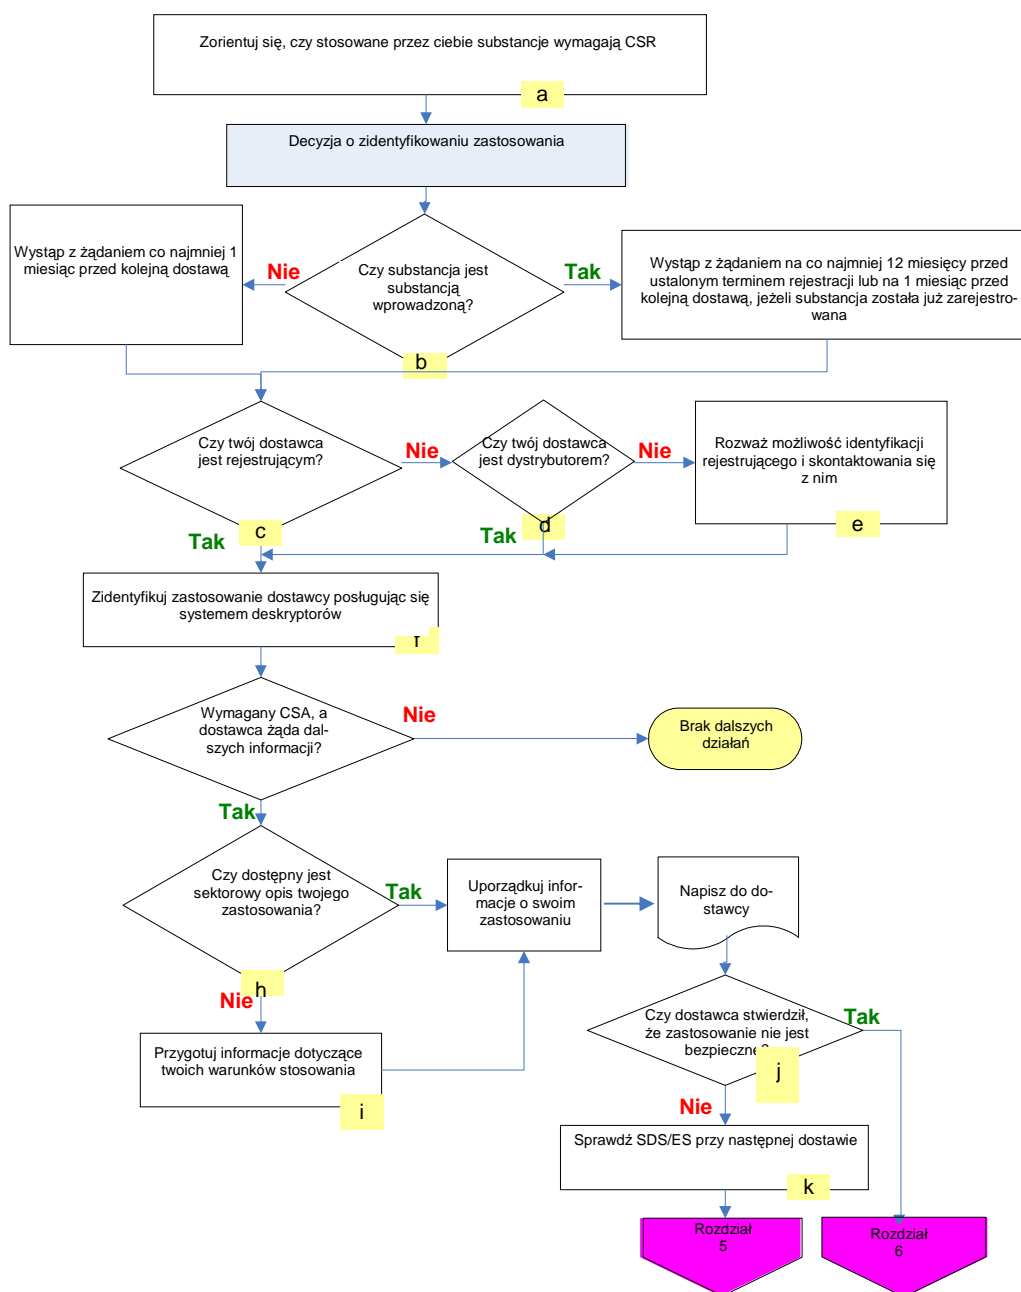 Zorientuj się, czy stosowane przez ciebie substancje wymagają CSR
a
Decyzja o zidentyfikowaniu zastosowania
Wystąp z żądaniem co najmniej 1
miesiąc przed kolejną dostawą
Nie
Czy substancja jest
substancją
wprowadzoną?
Tak
b
Wystąp z żądaniem na co najmniej 12 miesięcy przed
ustalonym terminem rejestracji lub na 1 miesiąc przed
kolejną dostawą, jeżeli substancja została już zarejestro-
wana
Czy twój dostawca
jest rejestrującym?
Nie
c
Tak
Czy twój dostawca
jest dystrybutorem?
Nie
d
Tak
Rozważ możliwość identyfikacji
rejestrującego i skontaktowania się
z nim
e
Zidentyfikuj zastosowanie dostawcy posługując się
systemem deskryptorów
Wymagany CSA, a
dostawca żąda dal-
szych informacji?
Nie
Brak dalszych
działań
Tak
Czy dostępny jest
sektorowy opis twojego
zastosowania?
Tak
h
Nie
Uporządkuj infor-
macje o swoim
zastosowaniu
Napisz do do-
stawcy
Przygotuj informacje dotyczące
twoich warunków stosowania
i
Czy dostawca stwierdził,
że zastosowanie nie jest
bezpieczne?
Tak
j
Nie
Sprawdź SDS/ES przy następnej dostawie
k
Rozdział
5
Rozdział
6